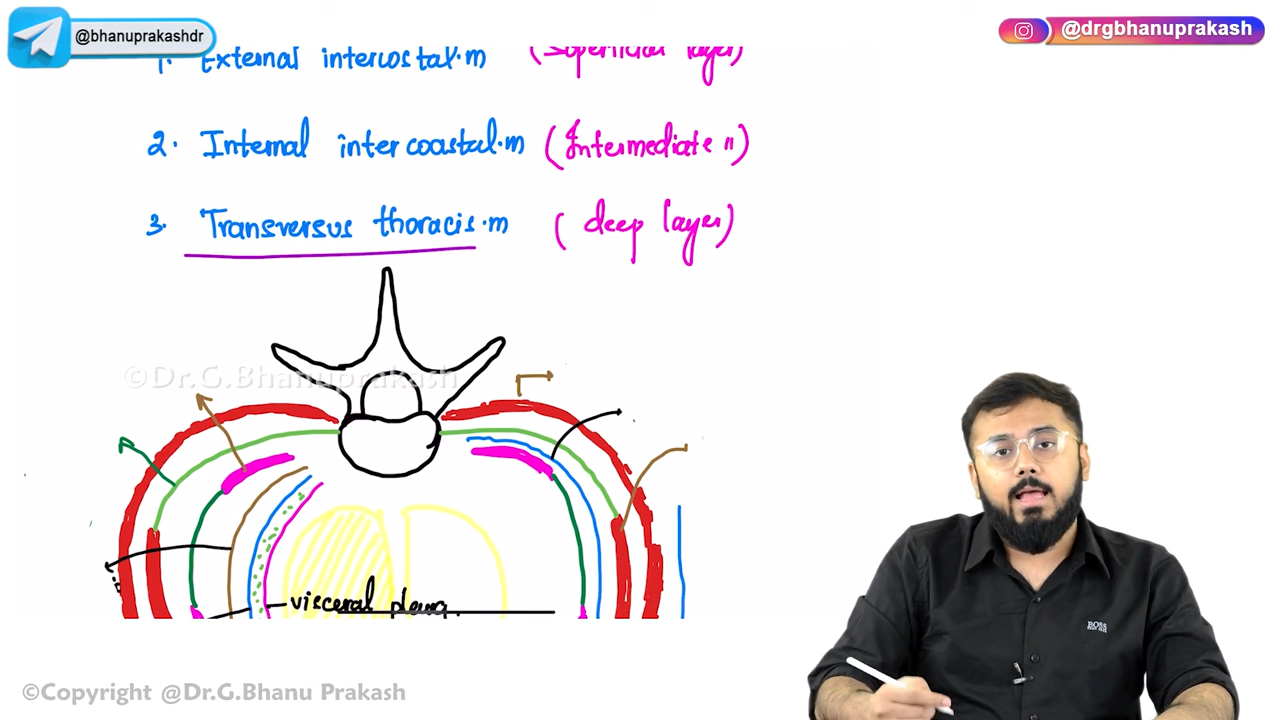 @bhanuprakashdr
@drgbhanuprakash
1. External intercostal.m (Superficial layer)
2. Internal intercoastal.m (Intermediate ")
3. Transversus thoracis.m (deep layer)
©Dr.G.Bhanuprakash
BOSS
visceral pleura
©Copyright @Dr.G.Bhanu Prakash